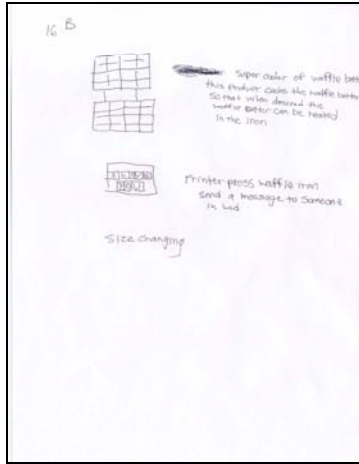 16 B
Super cooler of waffle batter
this product cools the waffle batter
so that when desired the
waffle batter can be heated
in the iron
Printer press waffle iron
send a message to someone
in bed
Size changing